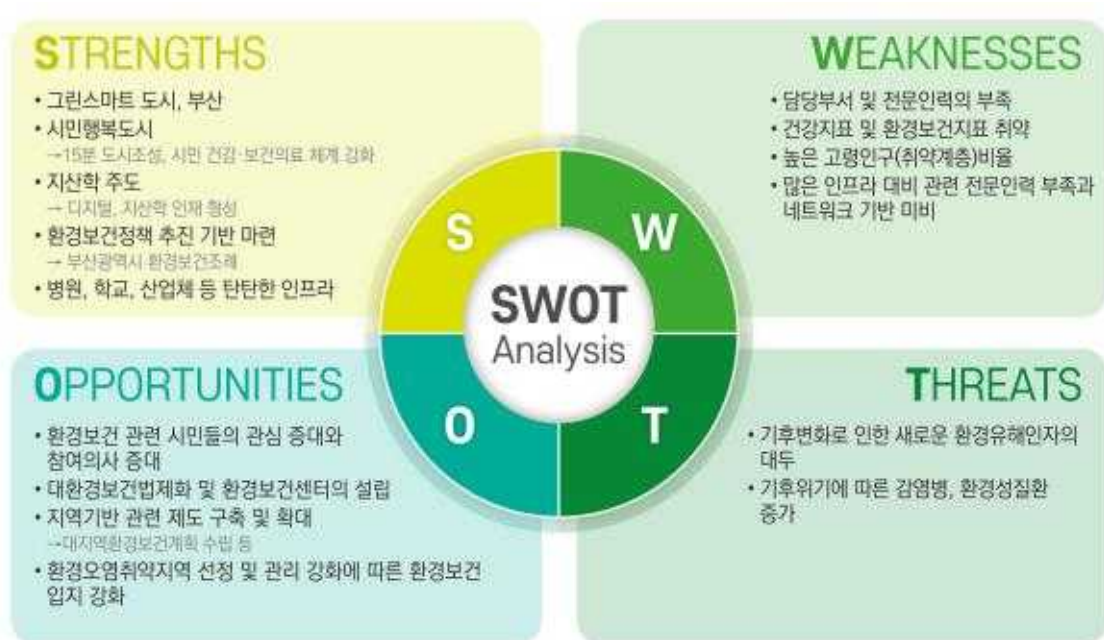 STRENGTHS
• 그린스마트 도시, 부산
• 시민행복도시
→15분 도시조성, 시민 건강·보건의료 체계 강화
• 지산학 주도
→ 디지털, 지산학 인재 형성
• 환경보건정책 추진 기반 마련
→ 부산광역시 환경보건조례
• 병원, 학교, 산업체 등 탄탄한 인프라
WEAKNESSES
• 담당부서 및 전문인력의 부족
• 건강지표 및 환경보건지표 취약
• 높은 고령인구(취약계층)비율
• 많은 인프라 대비 관련 전문인력 부족과
네트워크 기반 미비
S
W
SWOT
Analysis
O
T
OPPORTUNITIES
• 환경보건 관련 시민들의 관심 증대와
참여의사 증대
• 대환경보건법제화 및 환경보건센터의 설립
• 지역기반 관련 제도 구축 및 확대
→대지역환경보건계획 수립 등
• 환경오염취약지역 선정 및 관리 강화에 따른 환경보건
입지 강화
THREATS
• 기후변화로 인한 새로운 환경유해인자의
대두
• 기후위기에 따른 감염병, 환경성질환
증가